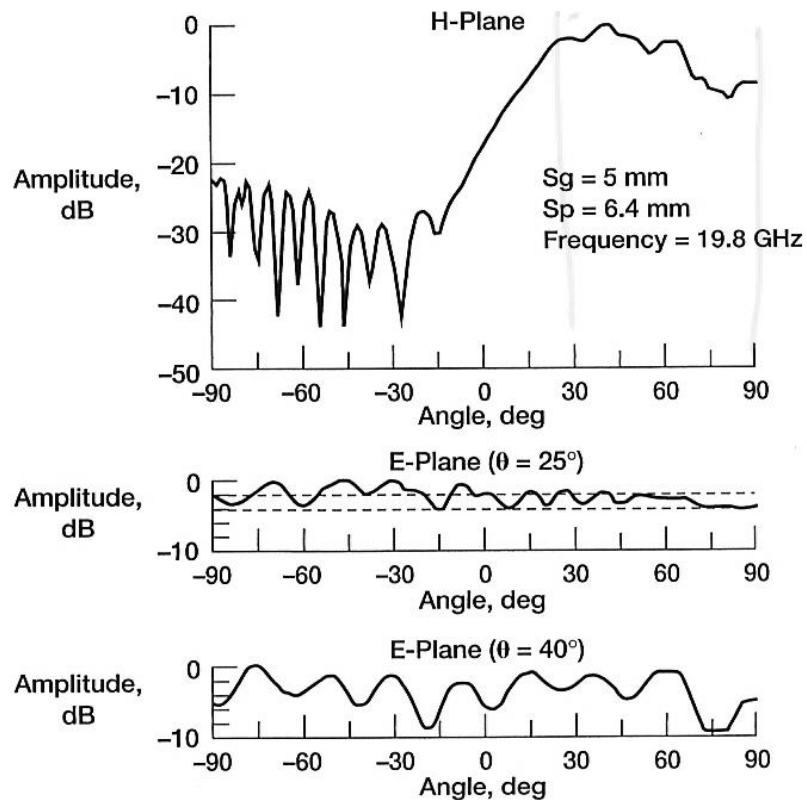 H-Plane
0
−10
−20
−30
−40
−50
Amplitude,
dB
Sg = 5 mm
Sp = 6.4 mm
Frequency = 19.8 GHz
−90 −60 −30 0 30 60 90
Angle, deg
E-Plane (θ = 25°)
0
−10
Amplitude,
dB
−90 −60 −30 0 30 60 90
Angle, deg
E-Plane (θ = 40°)
0
−10
Amplitude,
dB
−90 −60 −30 0 30 60 90
Angle, deg